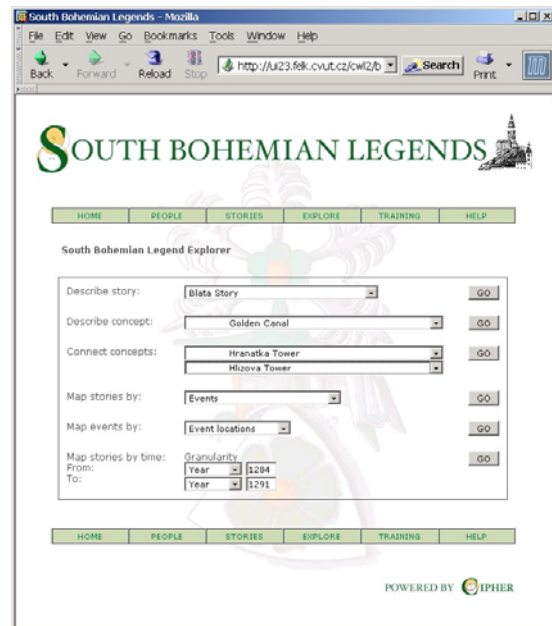 South Bohemian Legends - Mozilla
File Edit View Go Bookmarks Tools Window Help
Back Forward Reload Stop http://ui23.felk.cvut.cz/cwl2/b Search Print
SOUTH BOHEMIAN LEGENDS
HOME PEOPLE STORIES EXPLORE TRAINING HELP
South Bohemian Legend Explorer
Describe story: Blata Story GO
Describe concept: Golden Canal GO
Connect concepts: Hranatka Tower GO
Hlizova Tower
Map stories by: Events GO
Map events by: Event locations GO
Map stories by time: Granularity GO
From: Year 1284
To: Year 1291
HOME PEOPLE STORIES EXPLORE TRAINING HELP
POWERED BY CIPHER